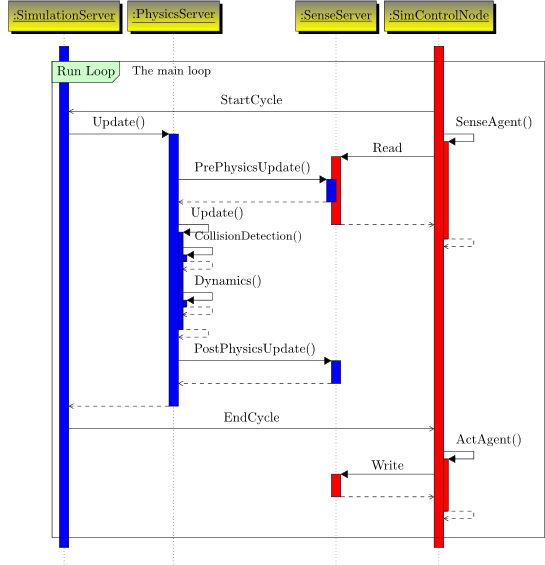 :SimulationServer
:PhysicsServer
:SenseServer
:SimControlNode
Run Loop
The main loop
StartCycle
Update()
SenseAgent()
Read
PrePhysicsUpdate()
Update()
CollisionDetection()
Dynamics()
PostPhysicsUpdate()
EndCycle
ActAgent()
Write